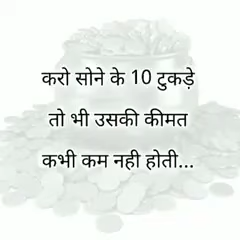 करो सोने के 10 टुकड़े
तो भी उसकी कीमत
कभी कम नही होती...